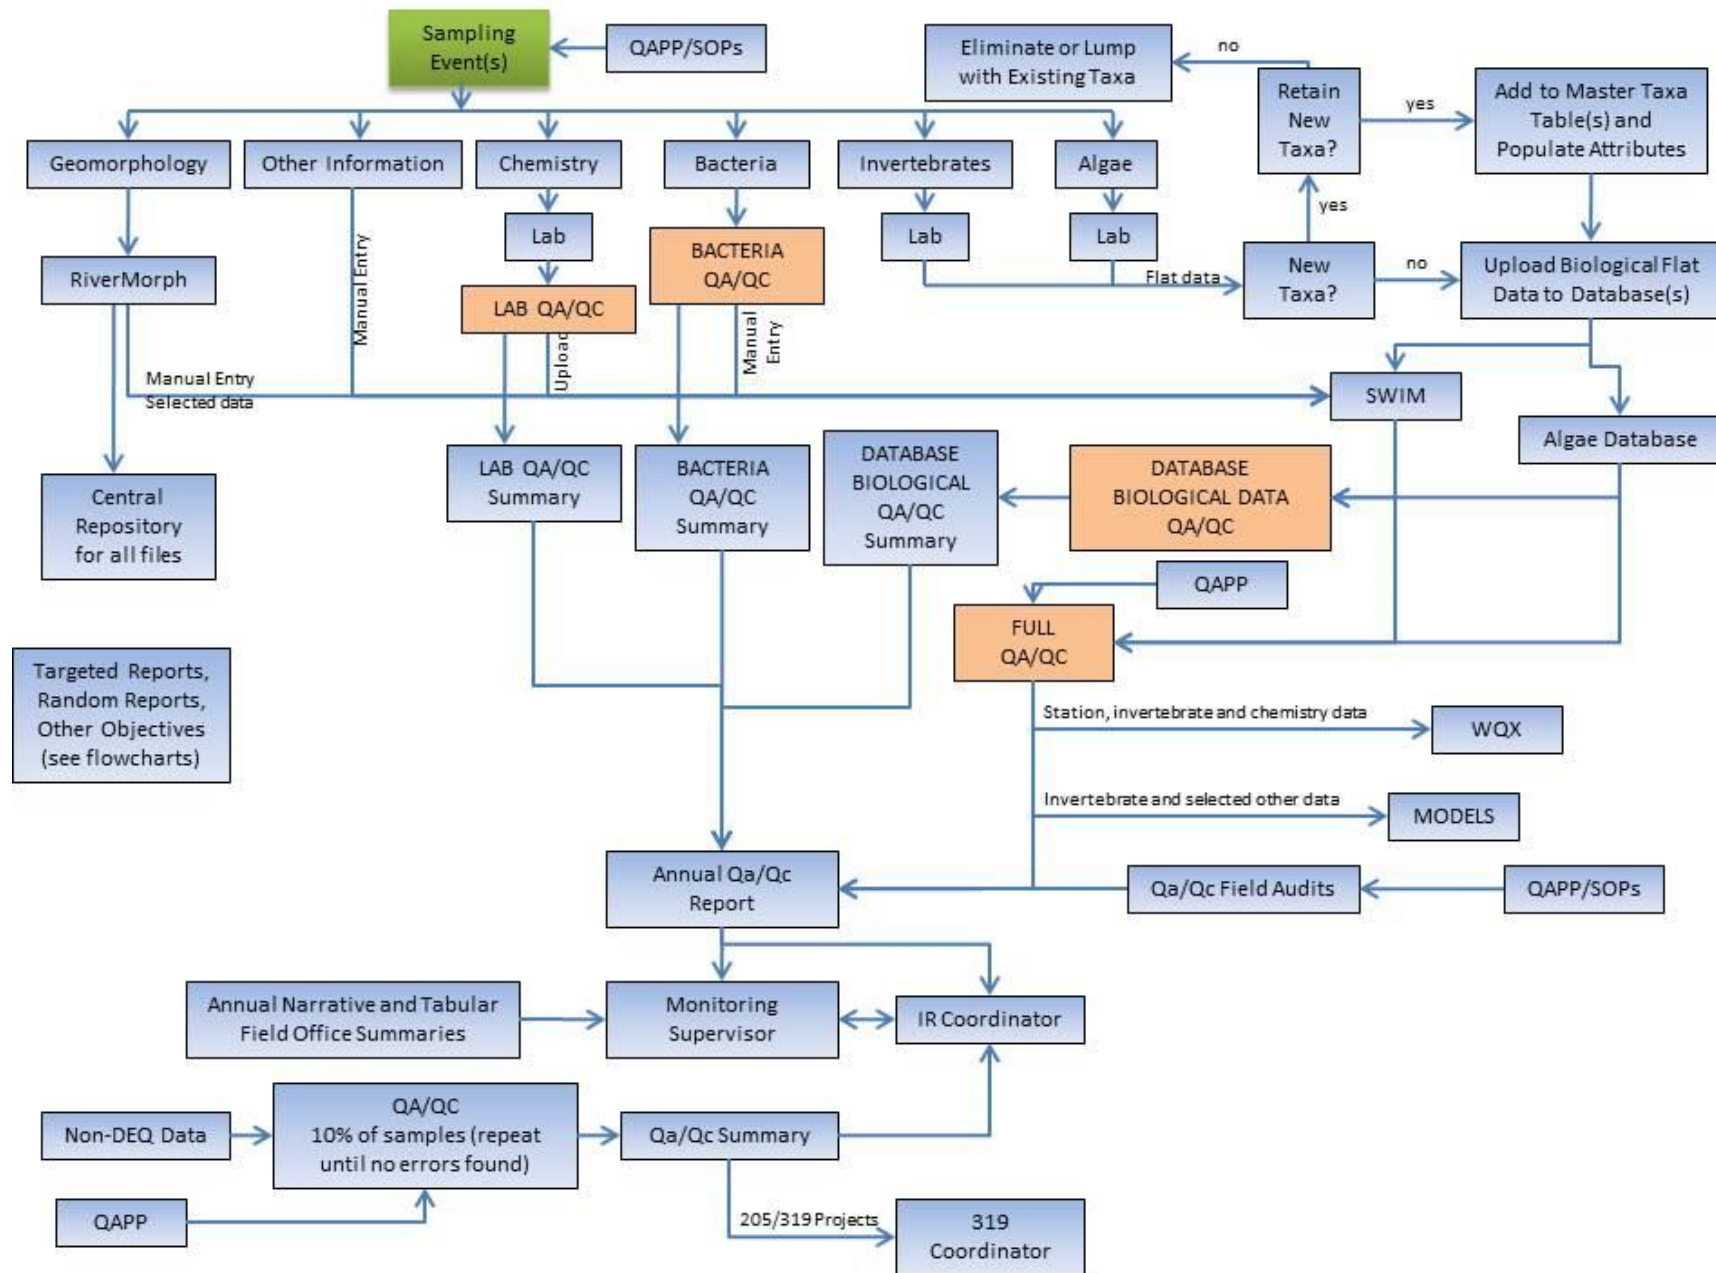 Sampling
Event(s)
QAPP/SOPs
Eliminate or Lump
with Existing Taxa
no
Retain
New
Taxa?
yes
Add to Master Taxa
Table(s) and
Populate Attributes
Geomorphology
Other Information
Chemistry
Bacteria
Invertebrates
Algae
yes
Lab
Lab
Lab
RiverMorph
Manual Entry
LAB QA/QC
BACTERIA
QA/QC
Flat data
New
Taxa?
no
Upload Biological Flat
Data to Database(s)
Upload
Manual
Entry
Manual Entry
Selected data
SWIM
Algae Database
Central
Repository
for all files
LAB QA/QC
Summary
BACTERIA
QA/QC
Summary
DATABASE
BIOLOGICAL
QA/QC
Summary
DATABASE
BIOLOGICAL DATA
QA/QC
QAPP
FULL
QA/QC
Targeted Reports,
Random Reports,
Other Objectives
(see flowcharts)
Station, invertebrate and chemistry data
WQX
Invertebrate and selected other data
MODELS
Annual Qa/Qc
Report
Qa/Qc Field Audits
QAPP/SOPs
Annual Narrative and Tabular
Field Office Summaries
Monitoring
Supervisor
IR Coordinator
Non-DEQ Data
QA/QC
10% of samples (repeat
until no errors found)
Qa/Qc Summary
QAPP
205/319 Projects
319
Coordinator